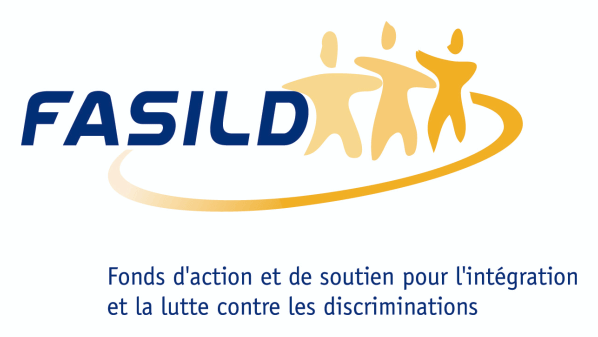 FASILD
Fonds d'action et de soutien pour l'intégration
et la lutte contre les discriminations